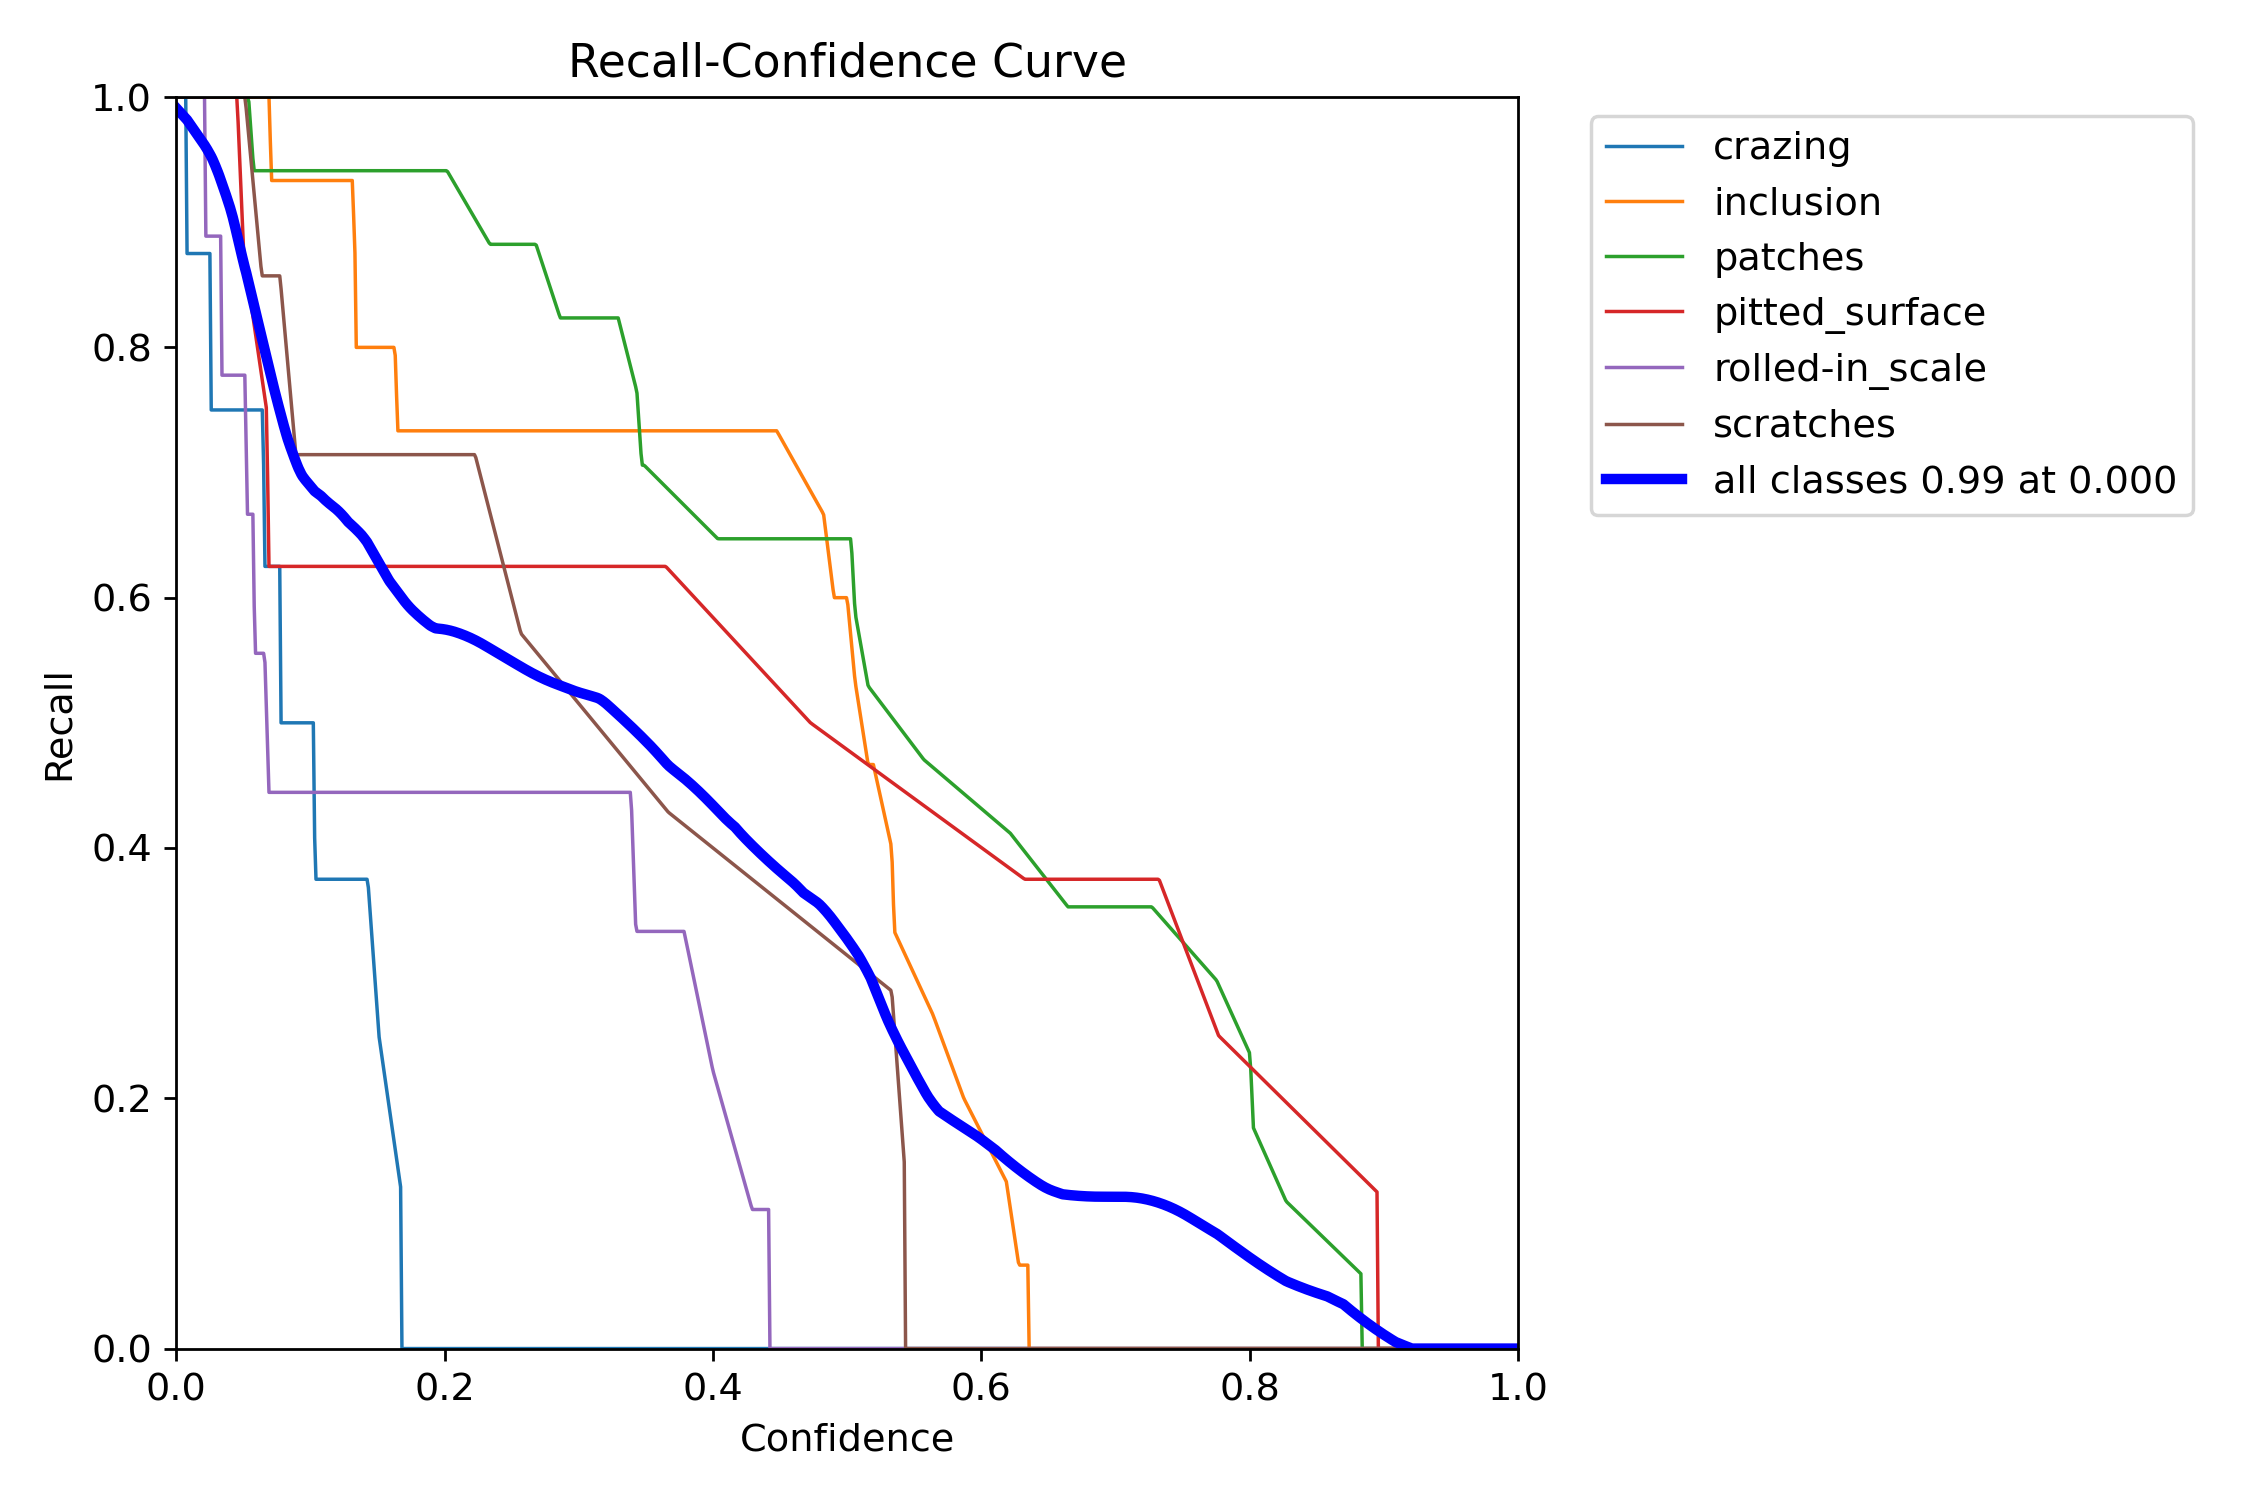 Recall-Confidence Curve
1.0
0.8
0.6
0.4
0.2
0.0
Recall
0.0 0.2 0.4 0.6 0.8 1.0
Confidence
crazing
inclusion
patches
pitted_surface
rolled-in_scale
scratches
all classes 0.99 at 0.000